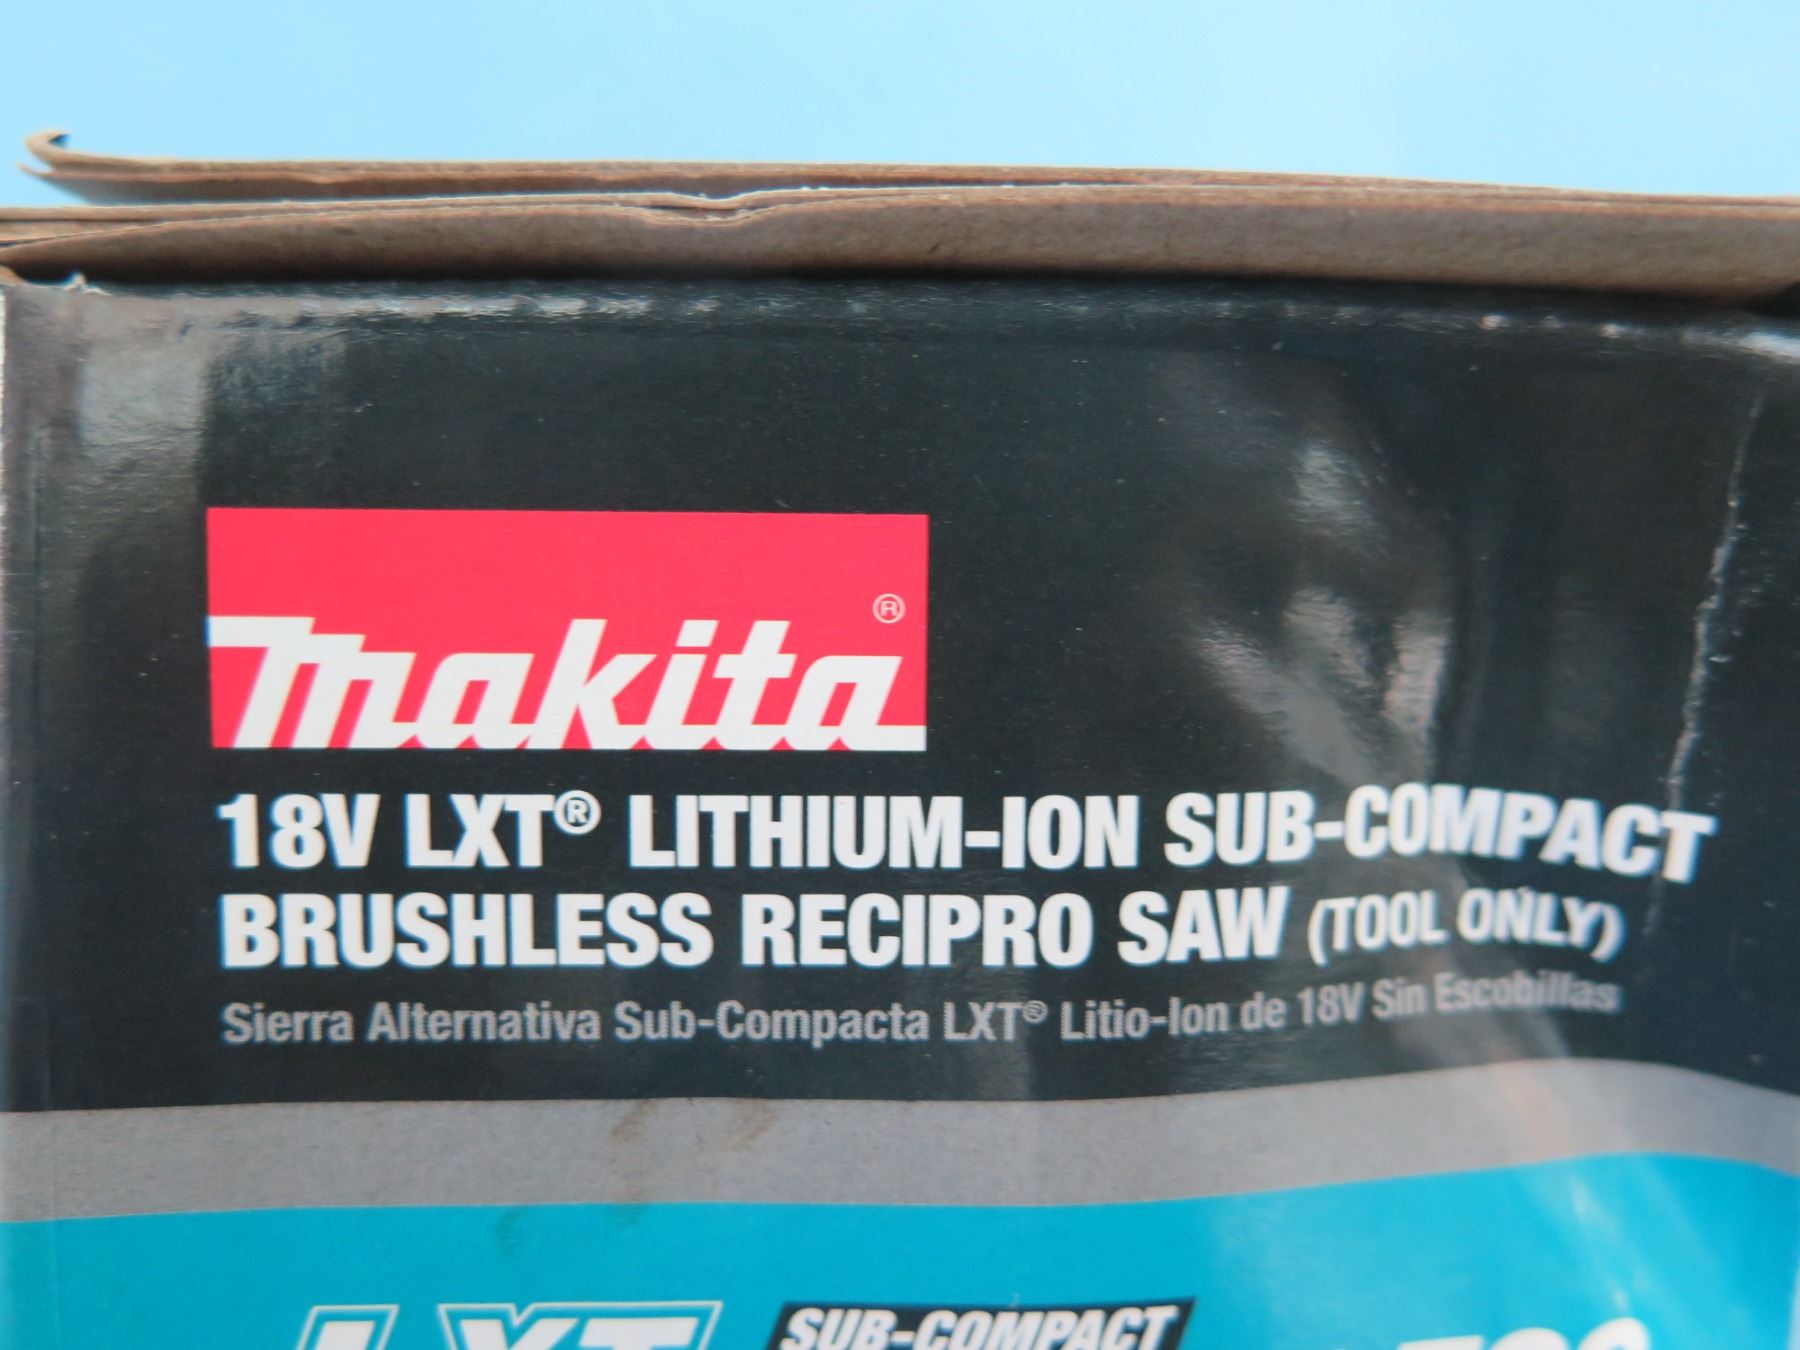 makita®
18V LXT® LITHIUM-ION SUB-COMPACT
BRUSHLESS RECIPRO SAW (TOOL ONLY)
Sierra Alternativa Sub-Compacta LXT® Litio-Ion de 18V Sin Escobillas
LXT SUB-COMPACT